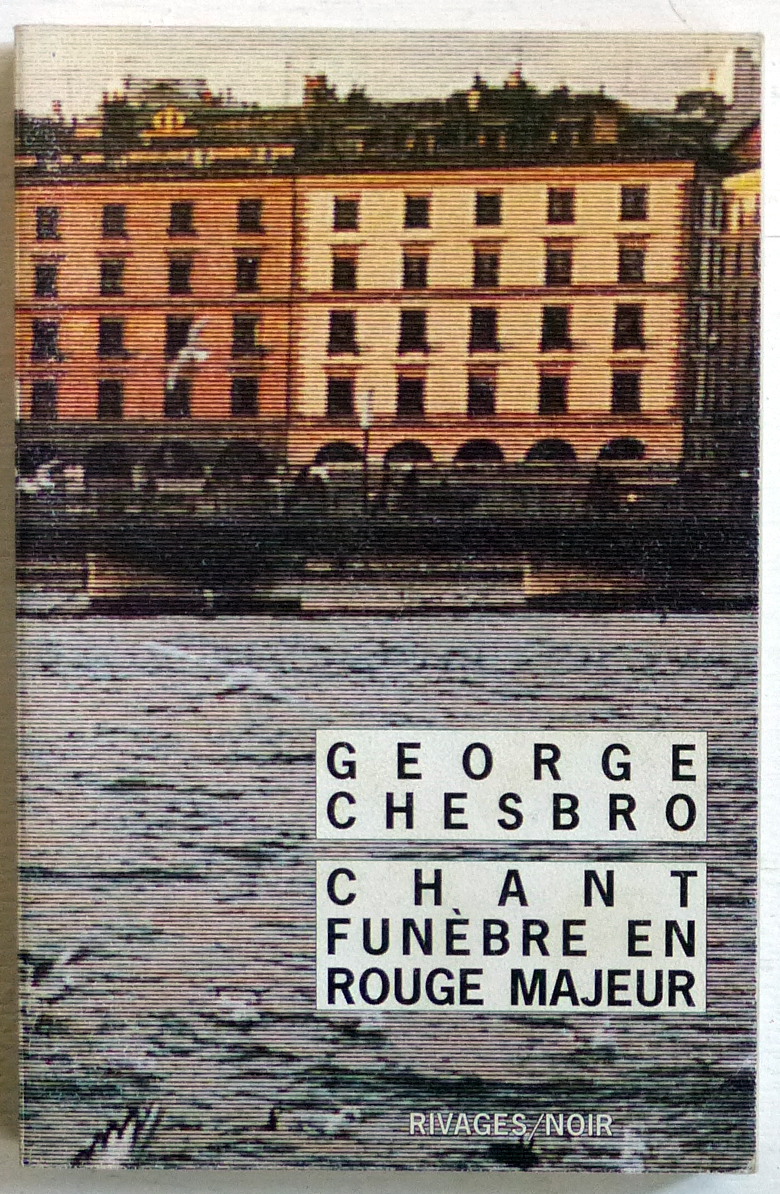 GEORGE
CHESBRO
CHANT
FUNÈBRE EN
ROUGE MAJEUR
RIVAGES/NOIR